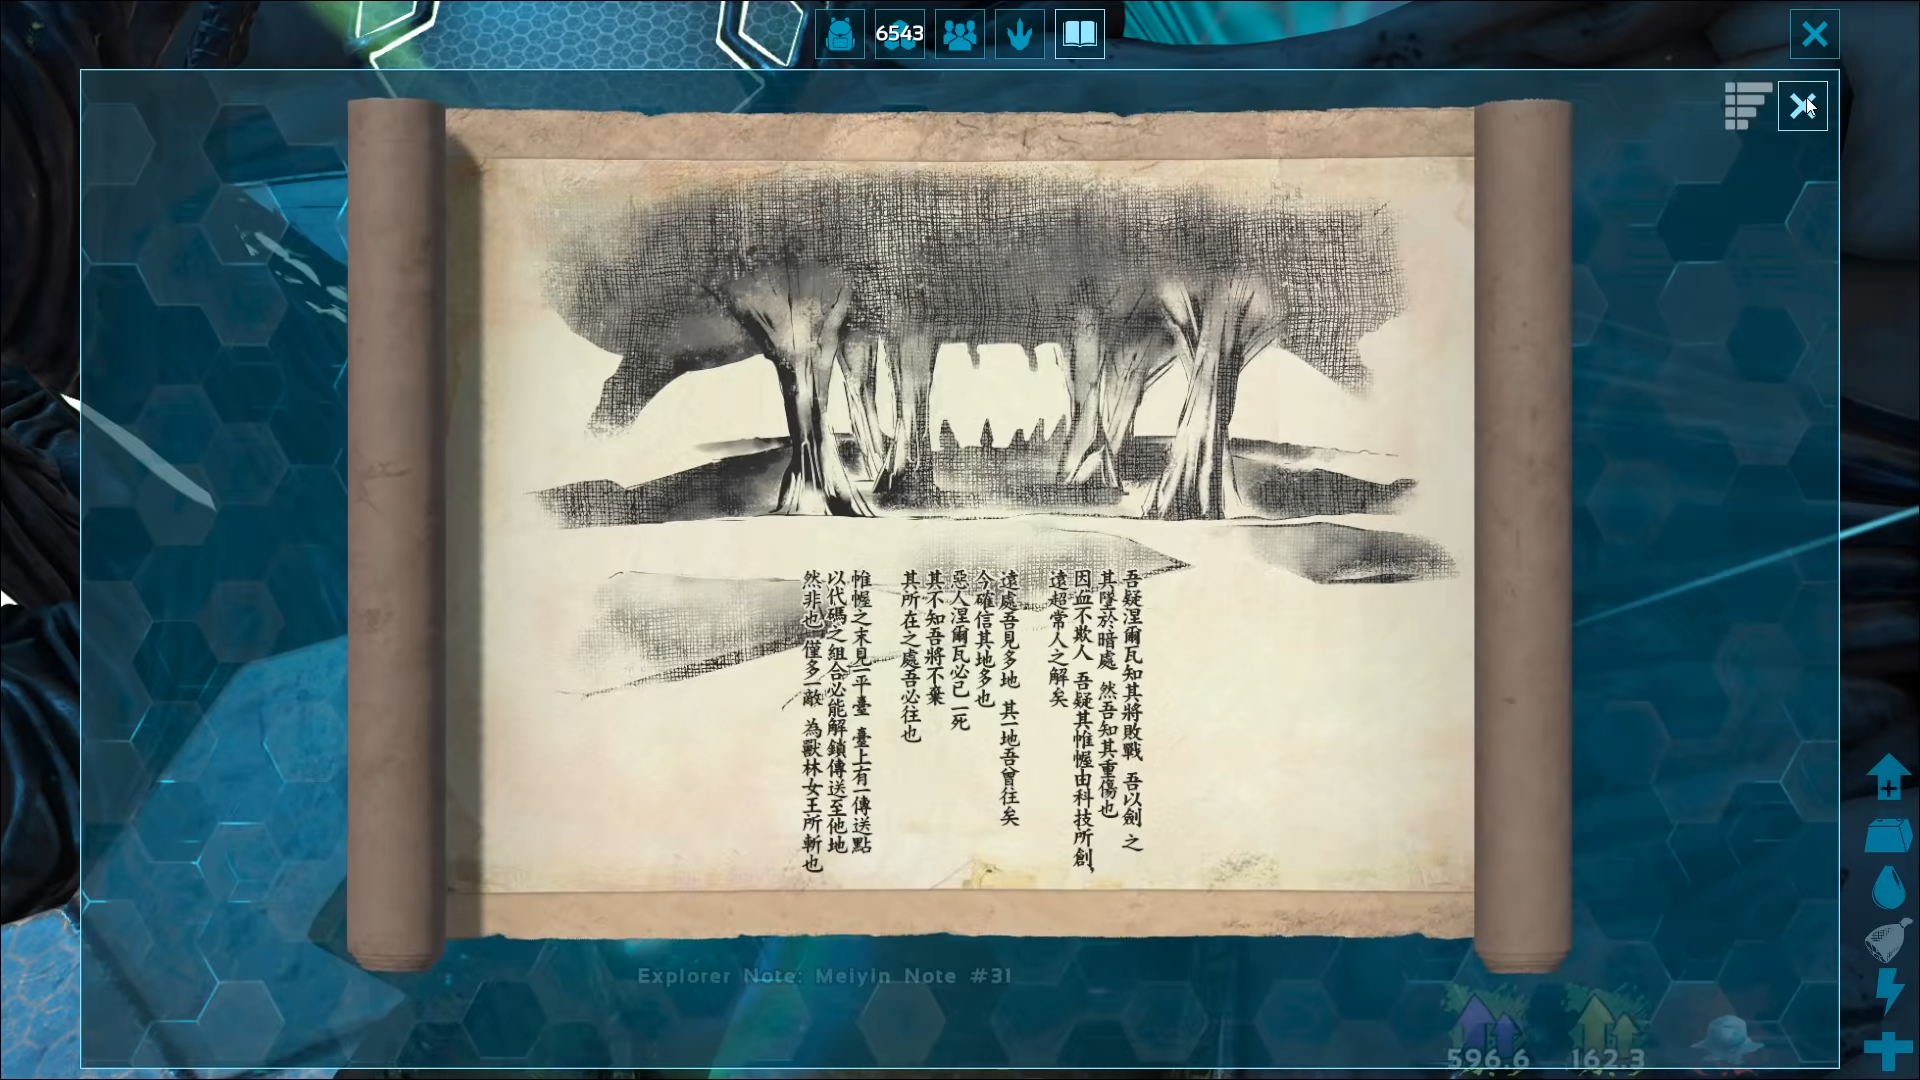 6543
吾疑涅爾瓦知其將敗戰 吾以劍 之
其墜於暗處 然吾知其重傷也
因血不欺人 吾疑其帷幄由科技所創,
遠超常人之解矣
遠處吾見多地 其一地吾曾往矣
今確信其地多也
惡人涅爾瓦必已一死
其不知吾將不棄
其所在之處吾必往也
帷幄之末見一平臺 臺上有一傳送點
以代碼之組合必能解鎖傳送至他地
然非也 僅多一敵 為獸林女王所斬也
Explorer Note: Meiyin Note #31
596.6
162.3